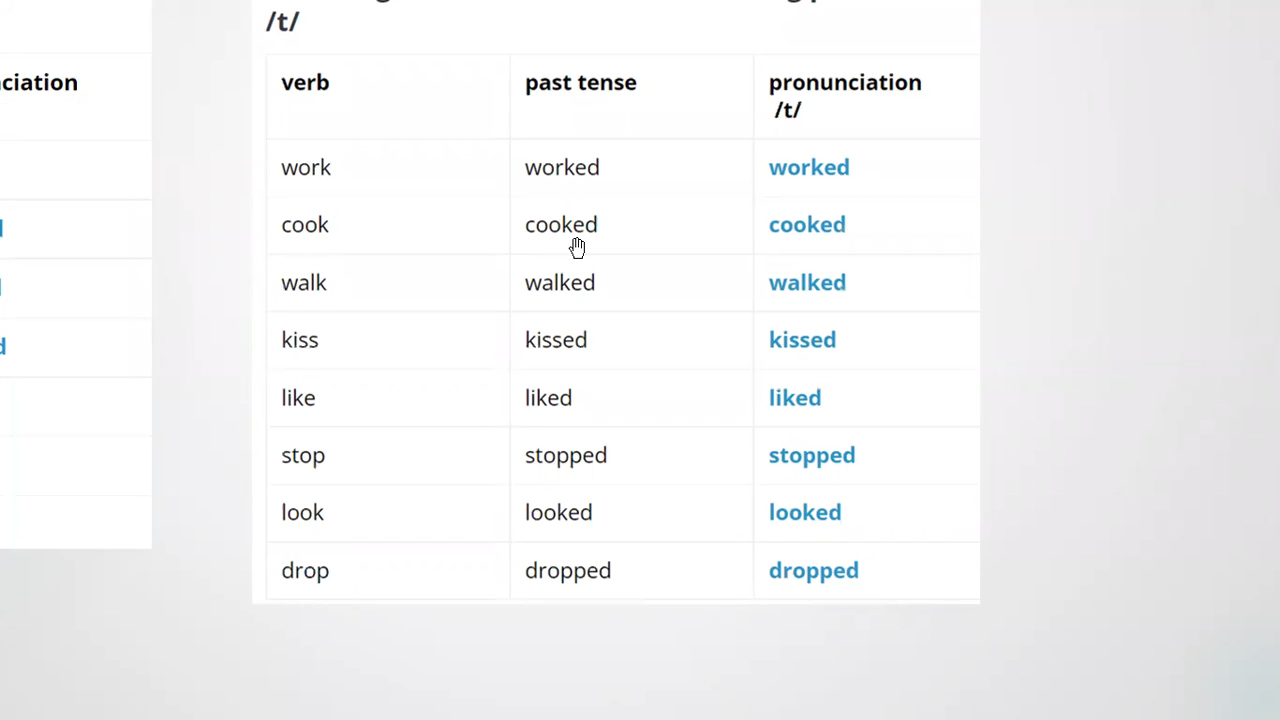 /t/
ciation
verb past tense pronunciation
/t/
work worked worked
cook cooked cooked
walk walked walked
kiss kissed kissed
like liked liked
stop stopped stopped
look looked looked
drop dropped dropped